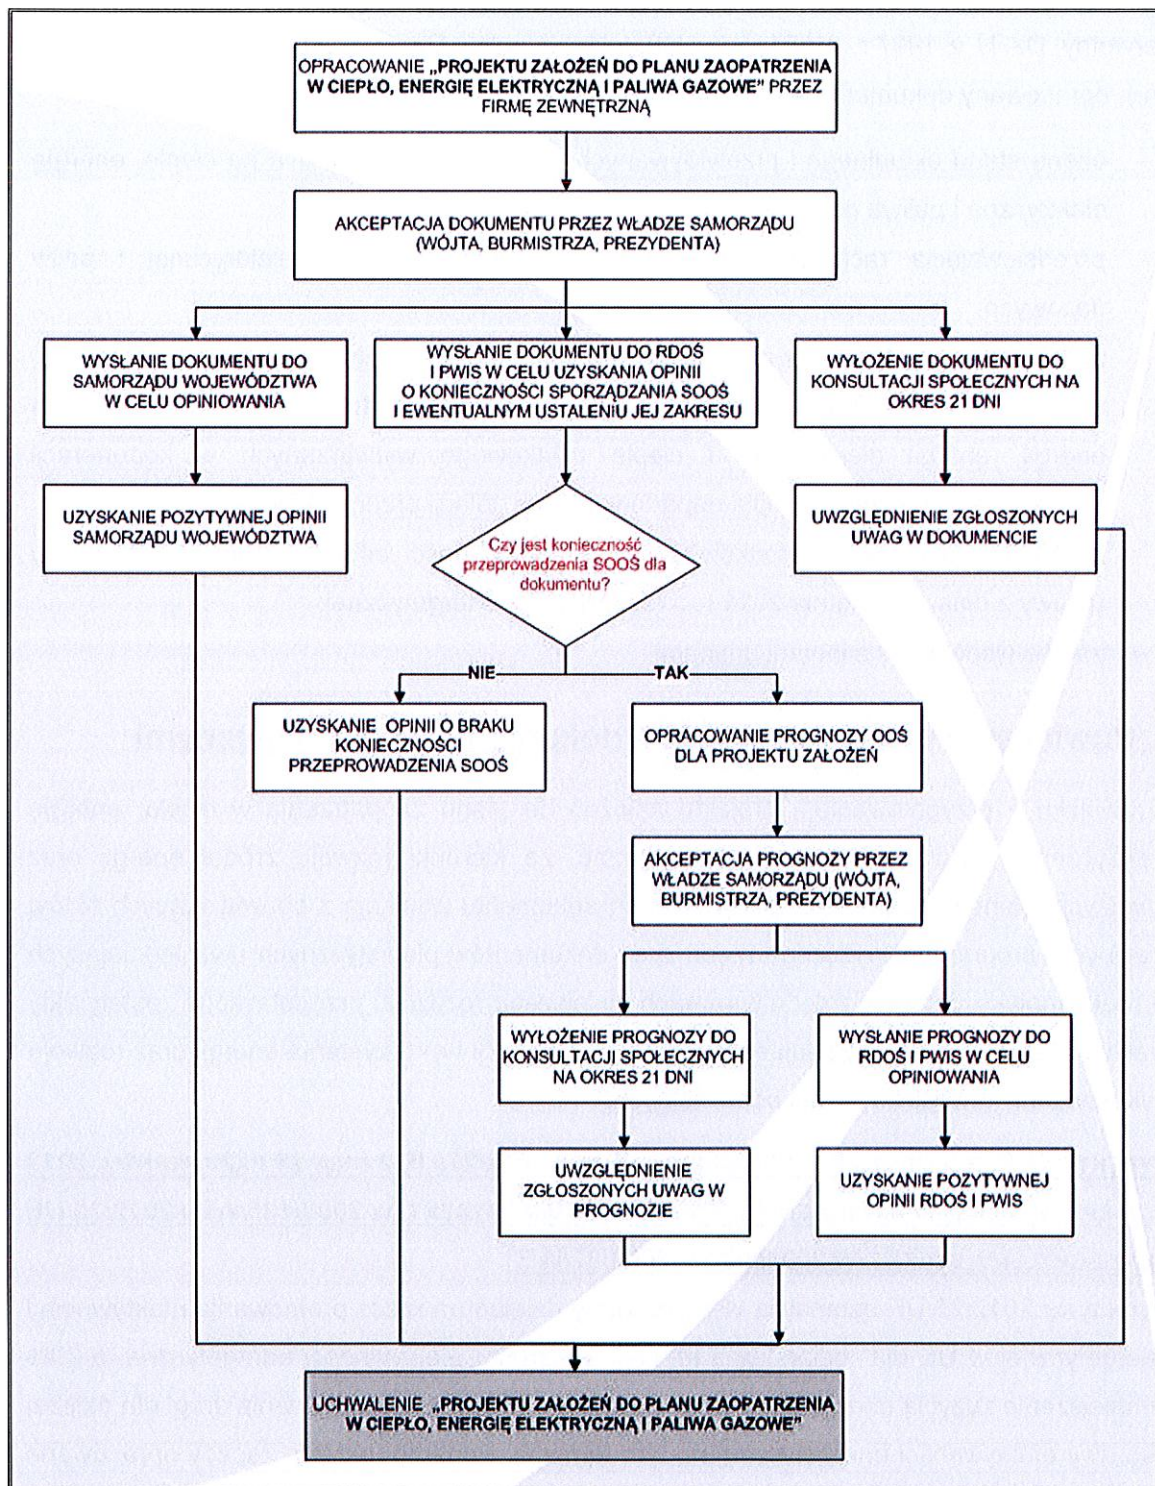 OPRACOWANIE „PROJEKTU ZAŁOŻEŃ DO PLANU ZAOPATRZENIA
W CIEPŁO, ENERGIĘ ELEKTRYCZNĄ I PALIWA GAZOWE” PRZEZ
FIRMĘ ZEWNĘTRZNĄ
AKCEPTACJA DOKUMENTU PRZEZ WŁADZE SAMORZĄDU
(WÓJTA, BURMISTRZA, PREZYDENTA)
WYSŁANIE DOKUMENTU DO
SAMORZĄDU WOJEWÓDZTWA
W CELU OPINIOWANIA
WYSŁANIE DOKUMENTU DO RDOŚ
I PWIS W CELU UZYSKANIA OPINII
O KONIECZNOŚCI SPORZĄDZANIA SOOŚ
I EWENTUALNYM USTALENIU JEJ ZAKRESU
WYŁOŻENIE DOKUMENTU DO
KONSULTACJI SPOŁECZNYCH NA
OKRES 21 DNI
UZYSKANIE POZYTYWNEJ OPINII
SAMORZĄDU WOJEWÓDZTWA
Czy jest konieczność
przeprowadzenia SOOŚ dla
dokumentu?
UWZGLĘDNIENIE ZGŁOSZONYCH
UWAG W DOKUMENCIE
NIE
TAK
UZYSKANIE OPINII O BRAKU
KONIECZNOŚCI
PRZEPROWADZENIA SOOŚ
OPRACOWANIE PROGNOZY OOŚ
DLA PROJEKTU ZAŁOŻEŃ
AKCEPTACJA PROGNOZY PRZEZ
WŁADZE SAMORZĄDU (WÓJTA,
BURMISTRZA, PREZYDENTA)
WYŁOŻENIE PROGNOZY DO
KONSULTACJI SPOŁECZNYCH
NA OKRES 21 DNI
WYSŁANIE PROGNOZY DO
RDOŚ I PWIS W CELU
OPINIOWANIA
UWZGLĘDNIENIE
ZGŁOSZONYCH UWAG W
PROGNOZIE
UZYSKANIE POZYTYWNEJ
OPINII RDOŚ I PWIS
UCHWALENIE „PROJEKTU ZAŁOŻEŃ DO PLANU ZAOPATRZENIA
W CIEPŁO, ENERGIĘ ELEKTRYCZNĄ I PALIWA GAZOWE”